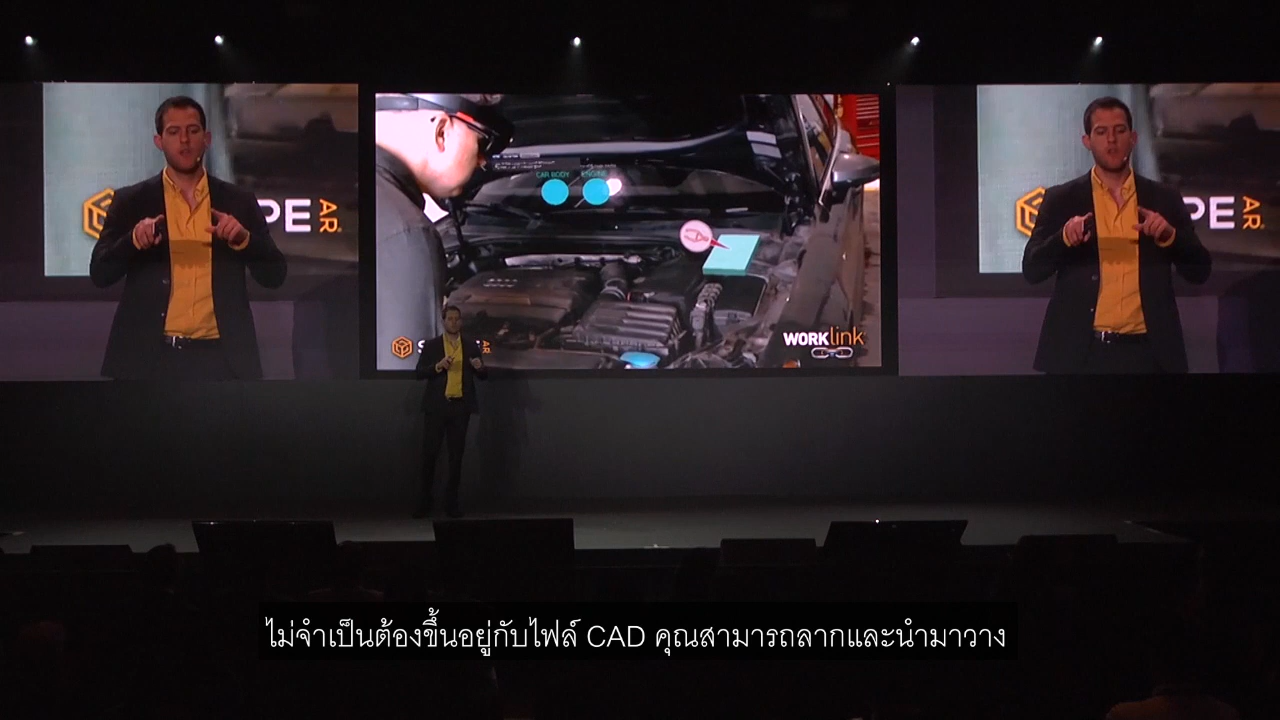 PE AR
CAR BODY
ENGINE
PE AR
S AR
WORKlink
ไม่จำเป็นต้องขึ้นอยู่กับไฟล์ CAD คุณสามารถลากและนำมาวาง